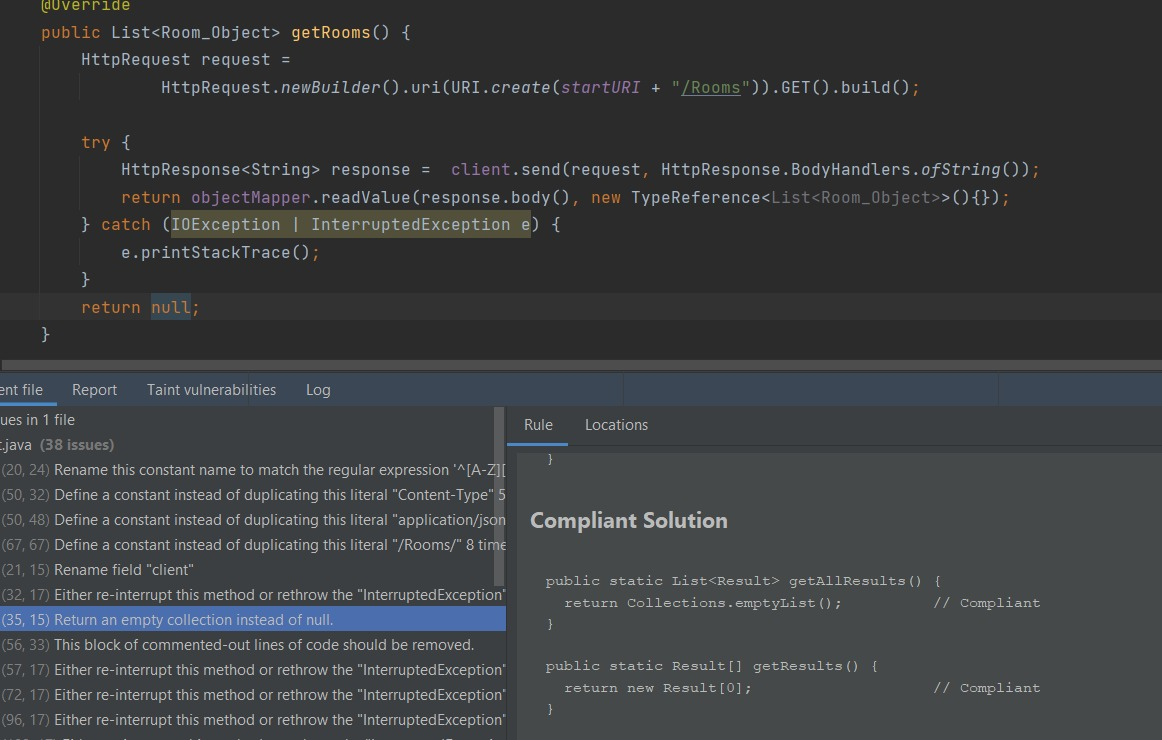 @Override
public List<Room_Object> getRooms() {
HttpRequest request =
HttpRequest.newBuilder().uri(URI.create(startURI + "/Rooms")).GET().build();
try {
HttpResponse<String> response =  client.send(request, HttpResponse.BodyHandlers.ofString());
return objectMapper.readValue(response.body(), new TypeReference<List<Room_Object>>(){});
} catch (IOException | InterruptedException e) {
e.printStackTrace();
}
return null;
}
ent file Report Taint vulnerabilities Log
ues in 1 file
.java (38 issues)
(20, 24) Rename this constant name to match the regular expression '^[A-Z][
(50, 32) Define a constant instead of duplicating this literal "Content-Type" 5
(50, 48) Define a constant instead of duplicating this literal "application/json
(67, 67) Define a constant instead of duplicating this literal "/Rooms/" 8 time
(21, 15) Rename field "client"
(32, 17) Either re-interrupt this method or rethrow the "InterruptedException"
(35, 15) Return an empty collection instead of null.
(56, 33) This block of commented-out lines of code should be removed.
(57, 17) Either re-interrupt this method or rethrow the "InterruptedException"
(72, 17) Either re-interrupt this method or rethrow the "InterruptedException"
(96, 17) Either re-interrupt this method or rethrow the "InterruptedException"
Rule Locations
}
Compliant Solution
public static List<Result> getAllResults() {
return Collections.emptyList(); // Compliant
}
public static Result[] getResults() {
return new Result[0]; // Compliant
}